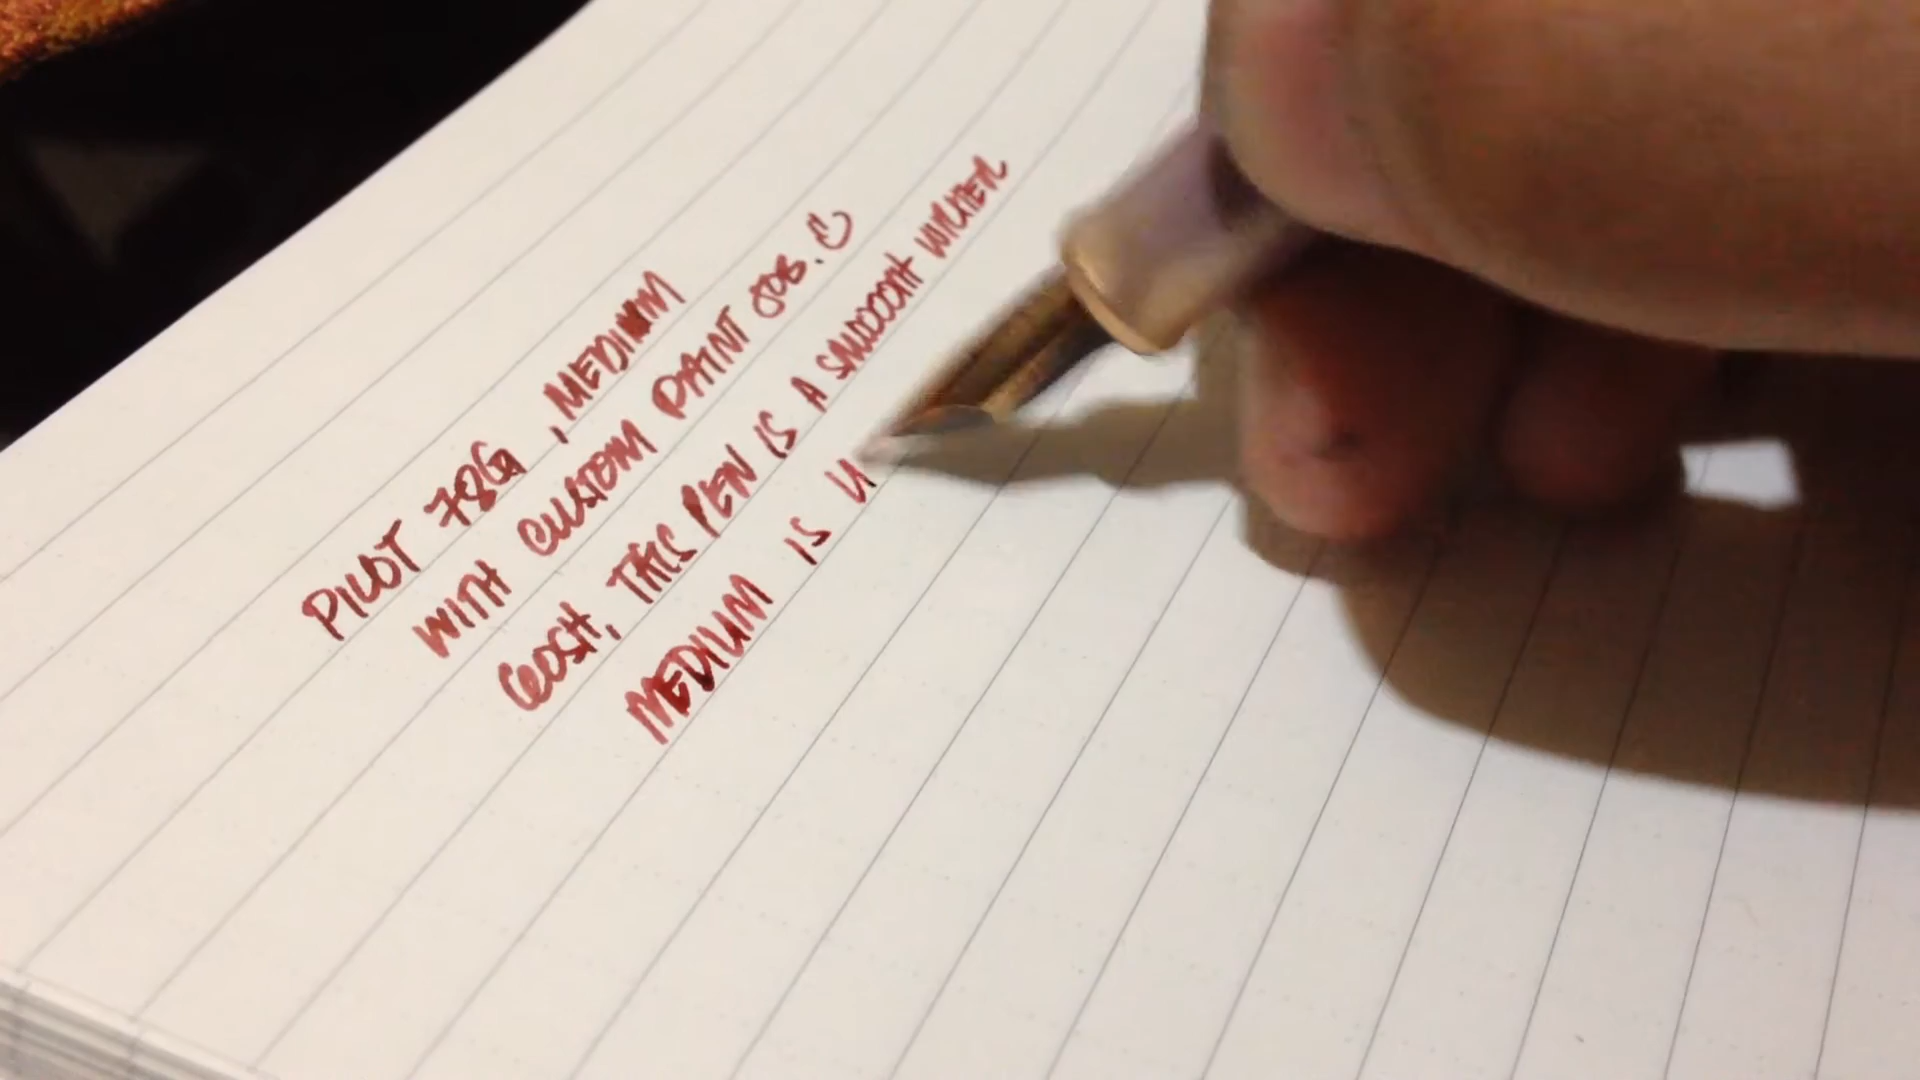 PILOT 78G, MEDIUM
WITH CUSTOM PAINT JOB.
GOSH, THIS PEN IS A SMOOOOTH WRITER
MEDIUM IS U